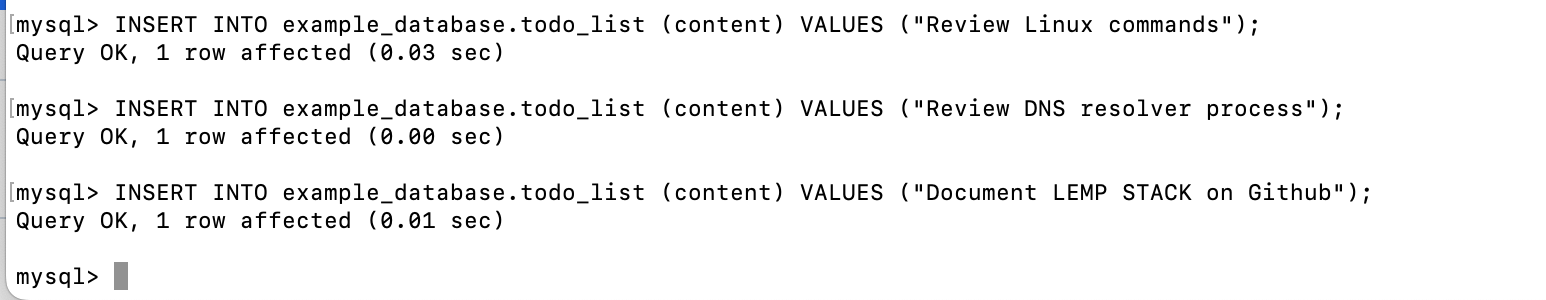 [mysql> INSERT INTO example_database.todo_list (content) VALUES ("Review Linux commands");
Query OK, 1 row affected (0.03 sec)
[mysql> INSERT INTO example_database.todo_list (content) VALUES ("Review DNS resolver process");
Query OK, 1 row affected (0.00 sec)
[mysql> INSERT INTO example_database.todo_list (content) VALUES ("Document LEMP STACK on Github");
Query OK, 1 row affected (0.01 sec)
mysql>